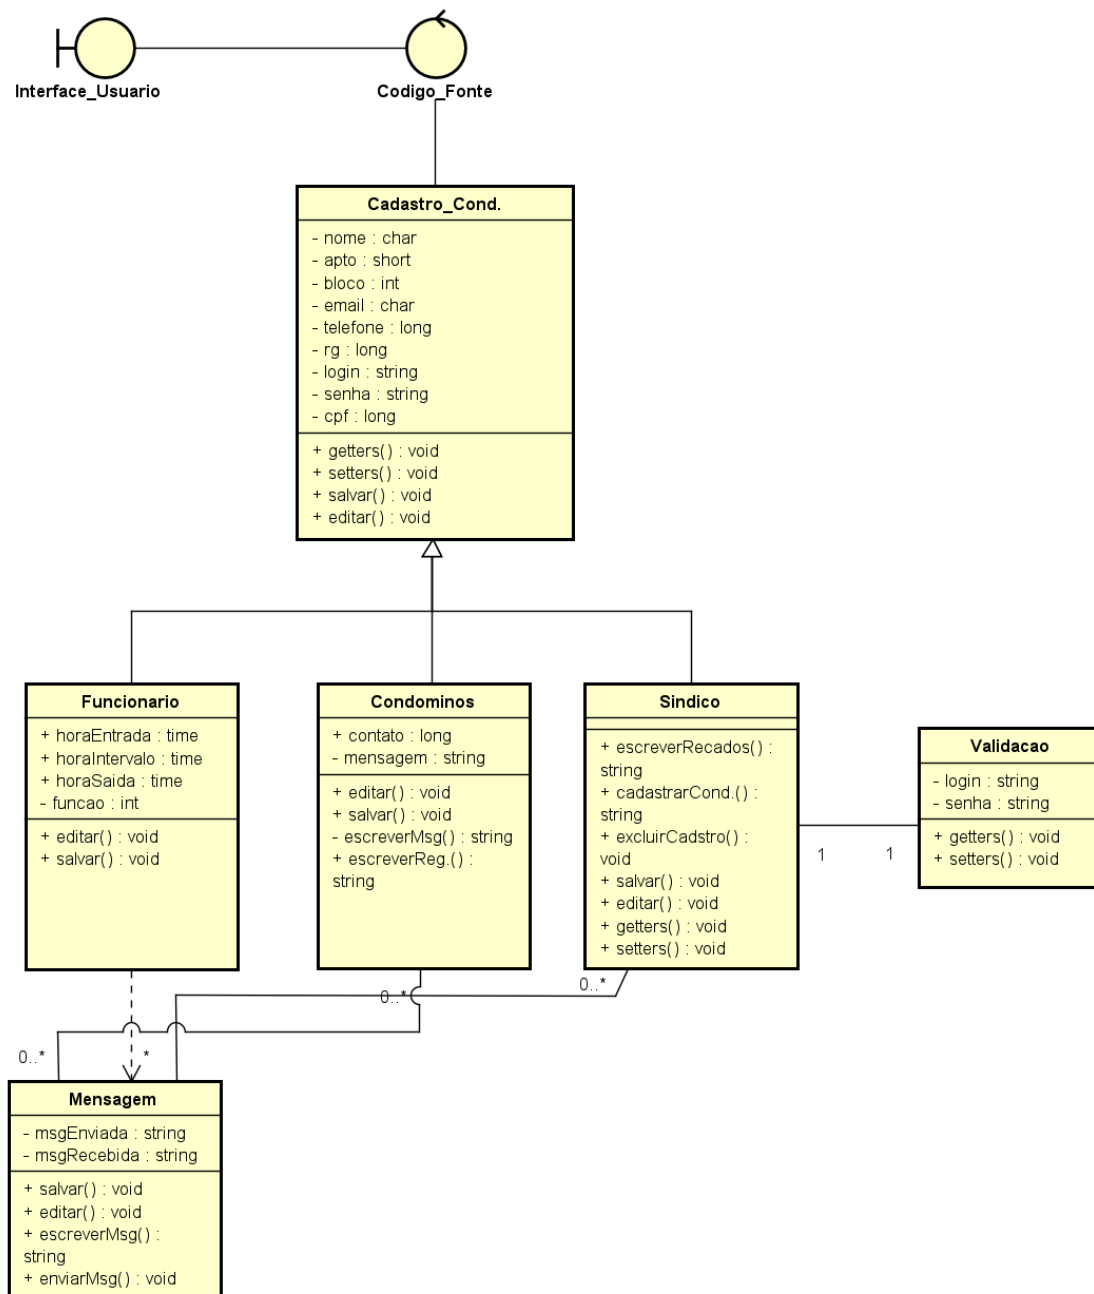 Interface_Usuario
Codigo_Fonte
Cadastro_Cond.
- nome : char
- apto : short
- bloco : int
- email : char
- telefone : long
- rg : long
- login : string
- senha : string
- cpf : long
+ getters() : void
+ setters() : void
+ salvar() : void
+ editar() : void
Funcionário
+ horaEntrada : time
+ horaIntervalo : time
+ horaSaida : time
- funcao : int
+ editar() : void
+ salvar() : void
Condominos
+ contato : long
- mensagem : string
+ editar() : void
+ salvar() : void
- escreverMsg() : string
+ escreverReg.() :
string
Sindico
+ escreverRecados() :
string
+ cadastrarCond.() :
string
+ excluirCadstro() :
void
+ salvar() : void
+ editar() : void
+ getters() : void
+ setters() : void
Validacao
- login : string
- senha : string
+ getters() : void
+ setters() : void
1
1
0..*
0..*
0..*
*
Mensagem
- msgEnviada : string
- msgRecebida : string
+ salvar() : void
+ editar() : void
+ escreverMsg() :
string
+ enviarMsg() : void